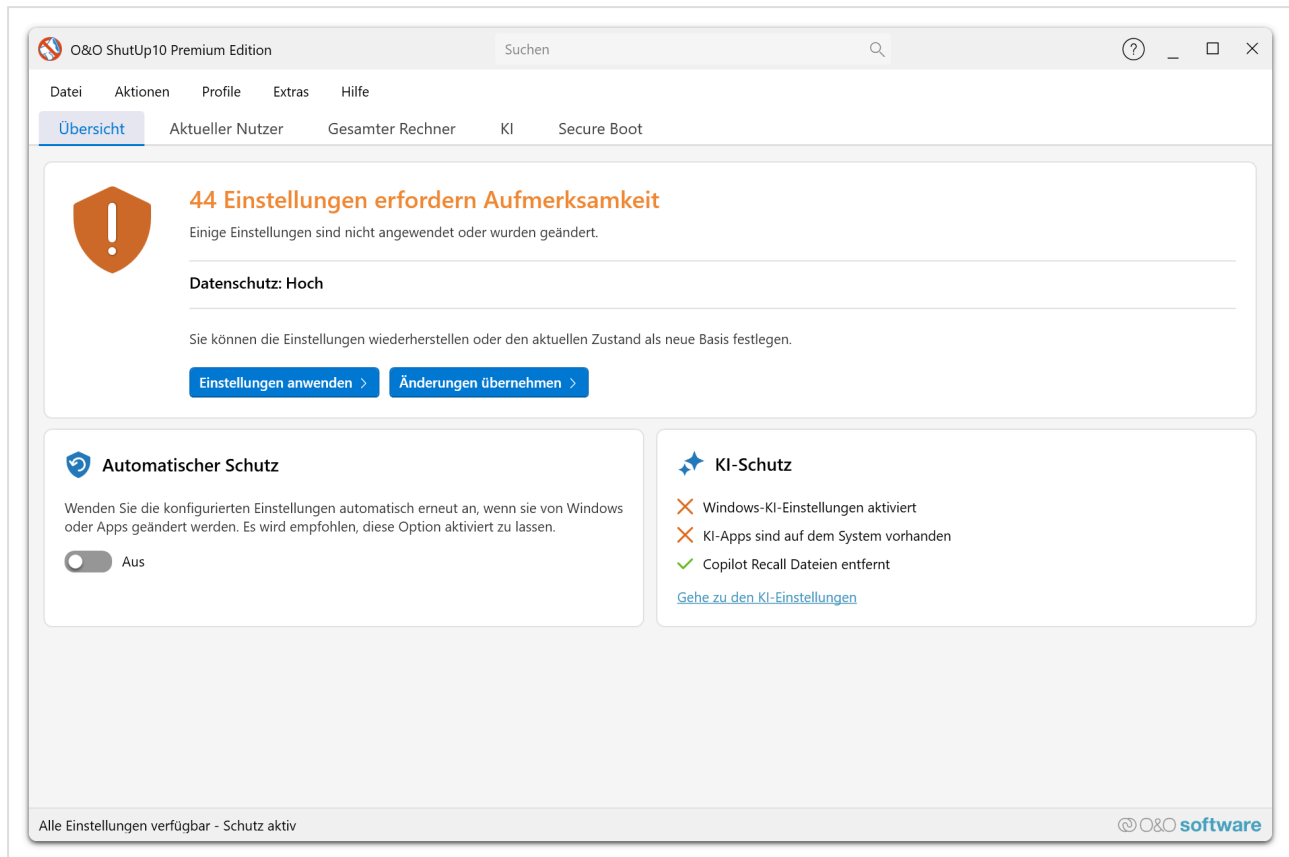 O&O ShutUp10 Premium Edition
Suchen
?
Datei Aktionen Profile Extras Hilfe
Übersicht Aktueller Nutzer Gesamter Rechner KI Secure Boot
44 Einstellungen erfordern Aufmerksamkeit
Einige Einstellungen sind nicht angewendet oder wurden geändert.
Datenschutz: Hoch
Sie können die Einstellungen wiederherstellen oder den aktuellen Zustand als neue Basis festlegen.
Einstellungen anwenden > Änderungen übernehmen >
Automatischer Schutz
Wenden Sie die konfigurierten Einstellungen automatisch erneut an, wenn sie von Windows
oder Apps geändert werden. Es wird empfohlen, diese Option aktiviert zu lassen.
Aus
KI-Schutz
Windows-KI-Einstellungen aktiviert
KI-Apps sind auf dem System vorhanden
Copilot Recall Dateien entfernt
Gehe zu den KI-Einstellungen
Alle Einstellungen verfügbar - Schutz aktiv
O&O software